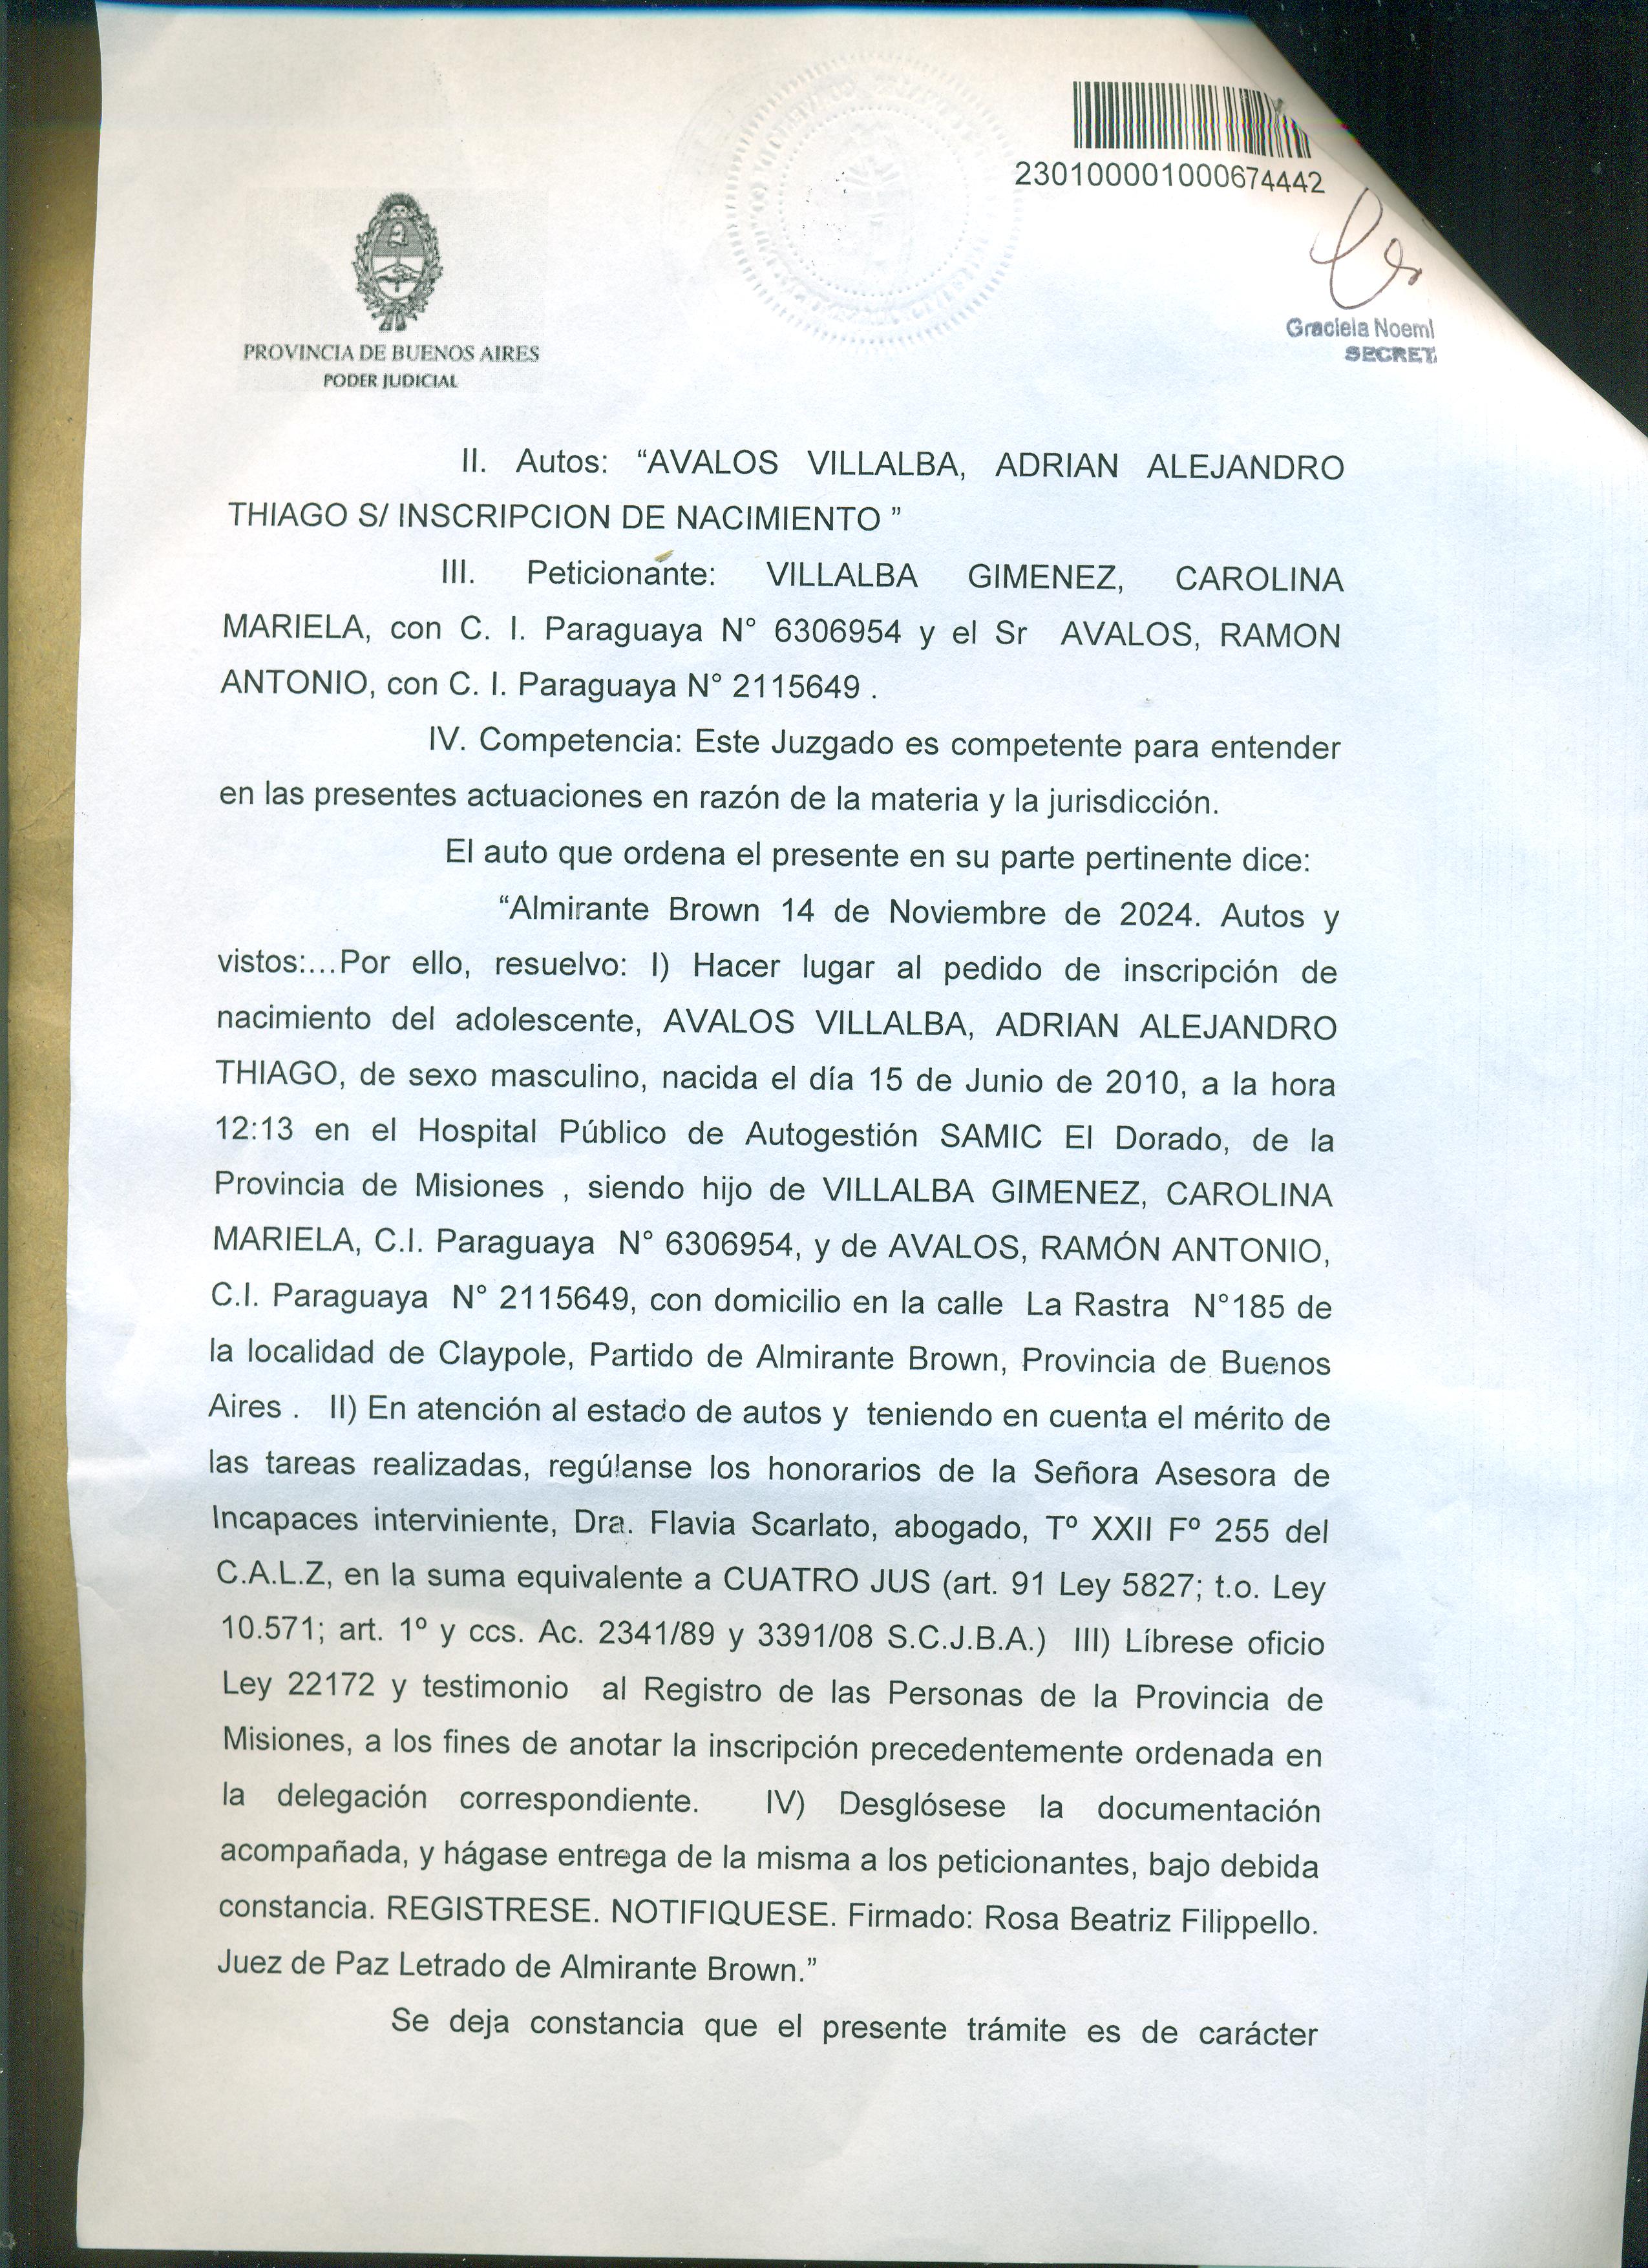 230100001000674442
PROVINCIA DE BUENOS AIRES
PODER JUDICIAL
Graciela Noemí
SECRET
II. Autos: “AVALOS VILLALBA, ADRIAN ALEJANDRO
THIAGO S/ INSCRIPCION DE NACIMIENTO ”
III. Peticionante: VILLALBA GIMENEZ, CAROLINA
MARIELA, con C. I. Paraguaya N° 6306954 y el Sr AVALOS, RAMON
ANTONIO, con C. I. Paraguaya N° 2115649 .
IV. Competencia: Este Juzgado es competente para entender
en las presentes actuaciones en razón de la materia y la jurisdicción.
El auto que ordena el presente en su parte pertinente dice:
“Almirante Brown 14 de Noviembre de 2024. Autos y
vistos:...Por ello, resuelvo: I) Hacer lugar al pedido de inscripción de
nacimiento del adolescente, AVALOS VILLALBA, ADRIAN ALEJANDRO
THIAGO, de sexo masculino, nacida el día 15 de Junio de 2010, a la hora
12:13 en el Hospital Público de Autogestión SAMIC El Dorado, de la
Provincia de Misiones , siendo hijo de VILLALBA GIMENEZ, CAROLINA
MARIELA, C.I. Paraguaya N° 6306954, y de AVALOS, RAMÓN ANTONIO,
C.I. Paraguaya N° 2115649, con domicilio en la calle La Rastra N°185 de
la localidad de Claypole, Partido de Almirante Brown, Provincia de Buenos
Aires . II) En atención al estado de autos y teniendo en cuenta el mérito de
las tareas realizadas, regúlanse los honorarios de la Señora Asesora de
Incapaces interviniente, Dra. Flavia Scarlato, abogado, Tº XXII Fº 255 del
C.A.L.Z, en la suma equivalente a CUATRO JUS (art. 91 Ley 5827; t.o. Ley
10.571; art. 1º y ccs. Ac. 2341/89 y 3391/08 S.C.J.B.A.) III) Líbrese oficio
Ley 22172 y testimonio al Registro de las Personas de la Provincia de
Misiones, a los fines de anotar la inscripción precedentemente ordenada en
la delegación correspondiente. IV) Desglósese la documentación
acompañada, y hágase entrega de la misma a los peticionantes, bajo debida
constancia. REGISTRESE. NOTIFIQUESE. Firmado: Rosa Beatriz Filippello.
Juez de Paz Letrado de Almirante Brown.”
Se deja constancia que el presente trámite es de carácter